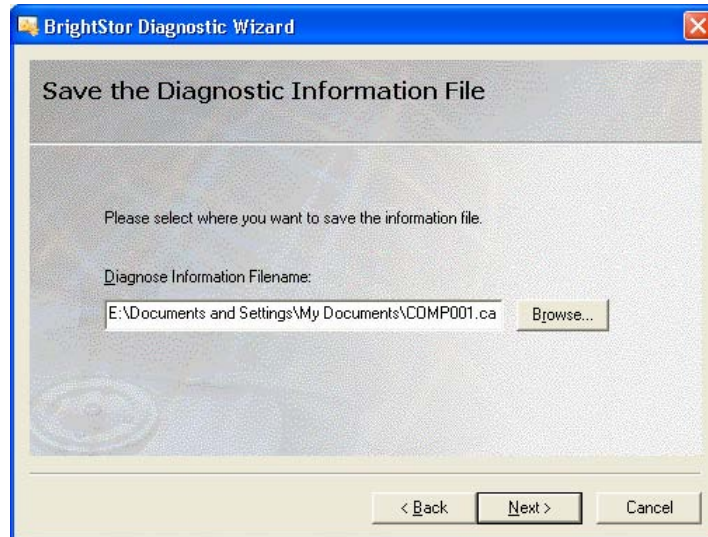 BrightStor Diagnostic Wizard
Save the Diagnostic Information File
Please select where you want to save the information file.
Diagnose Information Filename:
E:\Documents and Settings\My Documents\COMP001.ca
Browse...
< Back
Next >
Cancel